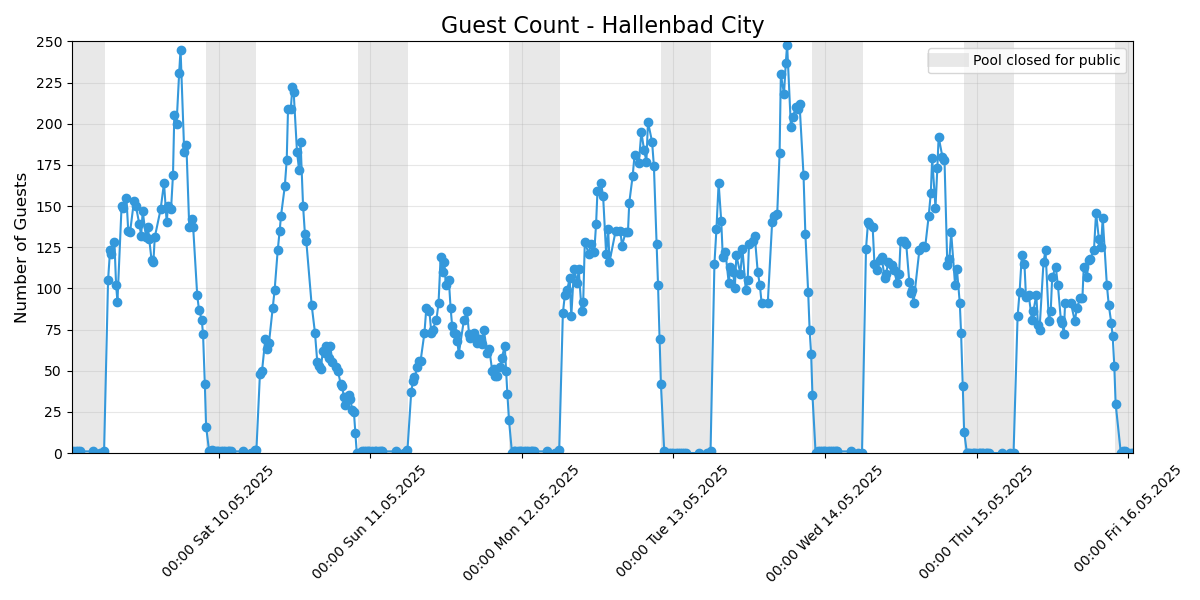 Guest Count - Hallenbad City
Pool closed for public
Number of Guests
250
225
200
175
150
125
100
75
50
25
0
00:00 Sat 10.05.2025
00:00 Sun 11.05.2025
00:00 Mon 12.05.2025
00:00 Tue 13.05.2025
00:00 Wed 14.05.2025
00:00 Thu 15.05.2025
00:00 Fri 16.05.2025